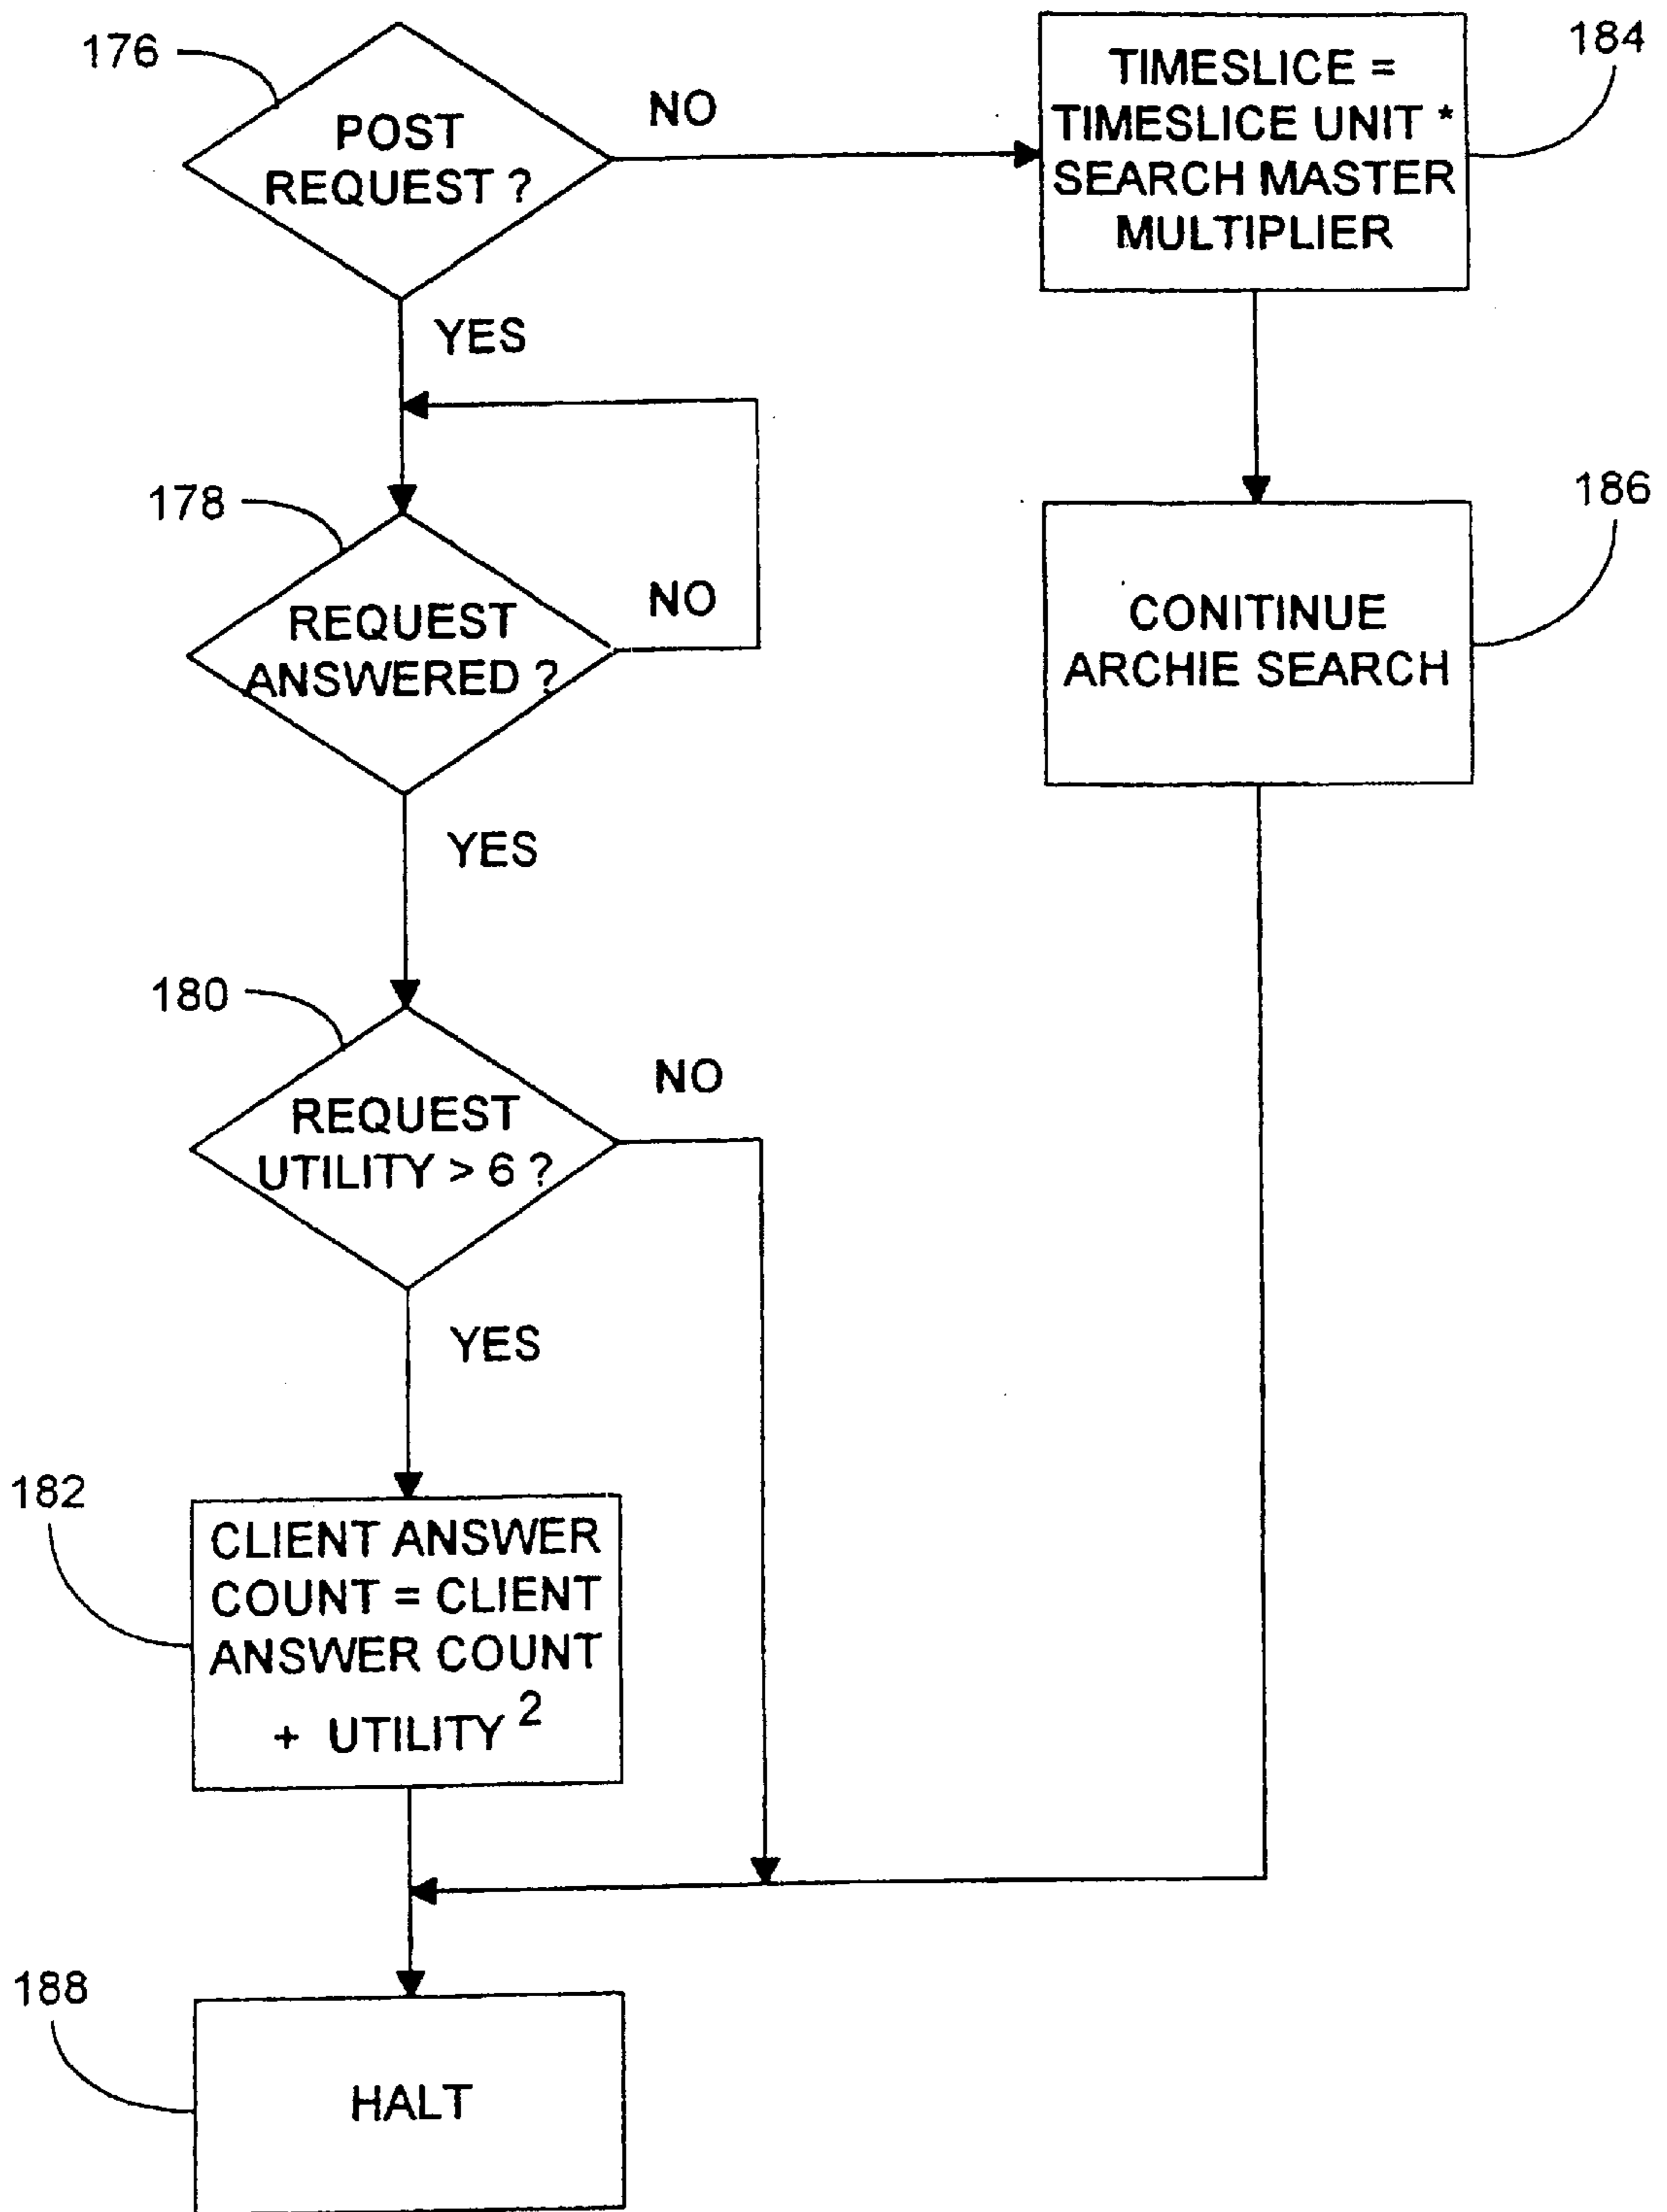 176
POST
REQUEST ?
NO
TIMESLICE =
TIMESLICE UNIT *
SEARCH MASTER
MULTIPLIER
184
YES
178
REQUEST
ANSWERED ?
NO
CONITINUE
ARCHIE SEARCH
186
YES
180
REQUEST
UTILITY > 6 ?
NO
YES
182
CLIENT ANSWER
COUNT = CLIENT
ANSWER COUNT
+ UTILITY 2
188
HALT